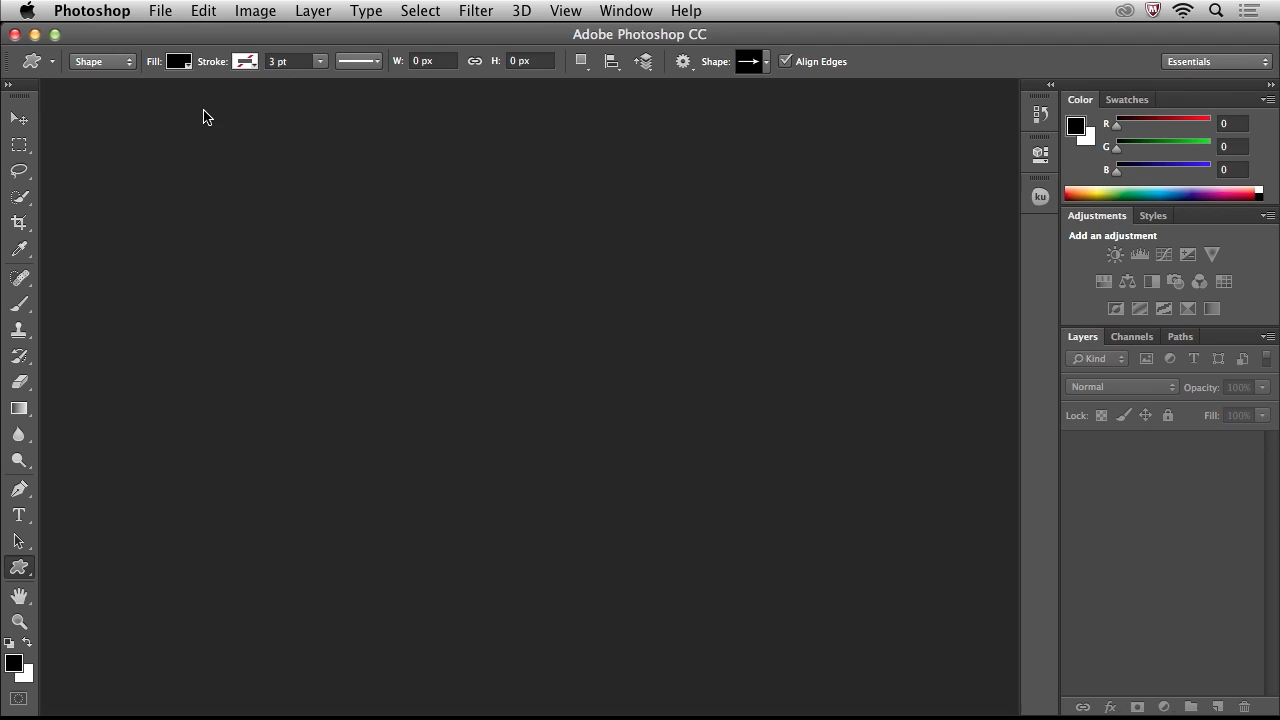 Photoshop File Edit Image Layer Type Select Filter 3D View Window Help
Adobe Photoshop CC
Shape Fill: Stroke: 3 pt W: 0 px H: 0 px Shape: Align Edges Essentials
Color Swatches
R 0
G 0
B 0
ku
Adjustments Styles
Add an adjustment
Layers Channels Paths
Kind T
Normal Opacity: 100%
Lock: Fill: 100%
T
fx